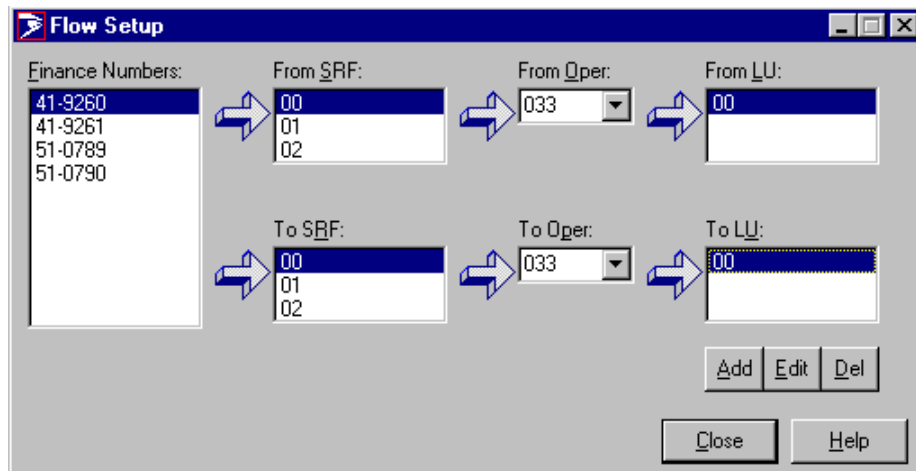 Flow Setup
Finance Numbers: From SRF: From Oper: From LU:
41-9260 00 033 00
41-9261 01
51-0789 02
51-0790
To SRF: To Oper: To LU:
00 033 00
01
02
Add Edit Del
Close Help